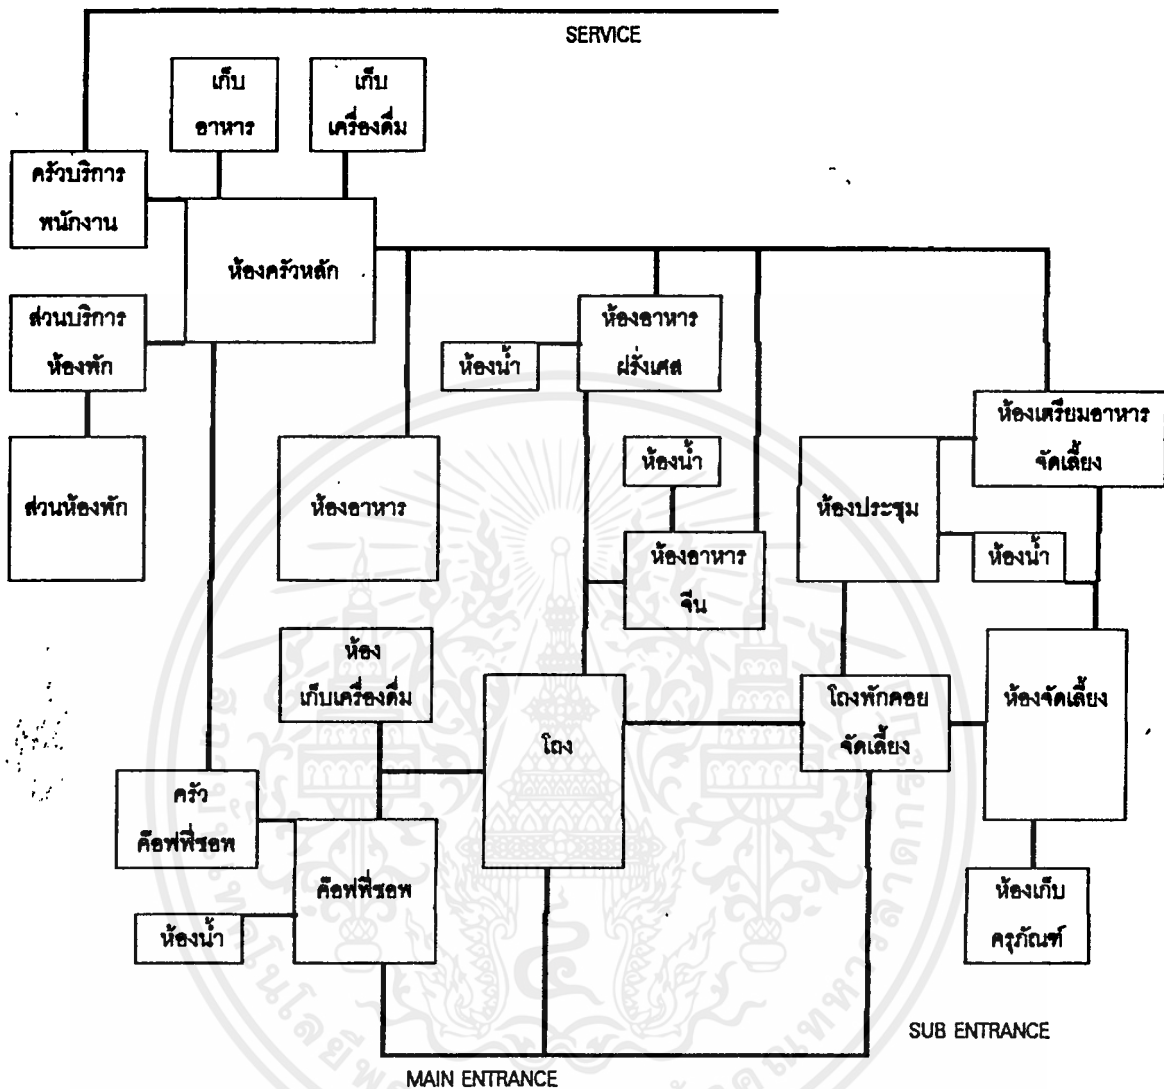 SERVICE
เก็บ
อาหาร
เก็บ
เครื่องดื่ม
ครัวบริการ
พนักงาน
ห้องครัวหลัก
ส่วนบริการ
ห้องพัก
ห้องอาหาร
ฝรั่งเศส
ห้องน้ำ
ห้องเตรียมอาหาร
จัดเลี้ยง
ส่วนห้องพัก
ห้องอาหาร
ห้องน้ำ
ห้องประชุม
ห้องอาหาร
จีน
ห้องน้ำ
ห้อง
เก็บเครื่องดื่ม
โถง
โถงพักคอย
จัดเลี้ยง
ห้องจัดเลี้ยง
ครัว
ค๊อฟฟี่ชอพ
ค๊อฟฟี่ชอพ
ห้องน้ำ
ห้องเก็บ
ครุภัณฑ์
SUB ENTRANCE
MAIN ENTRANCE